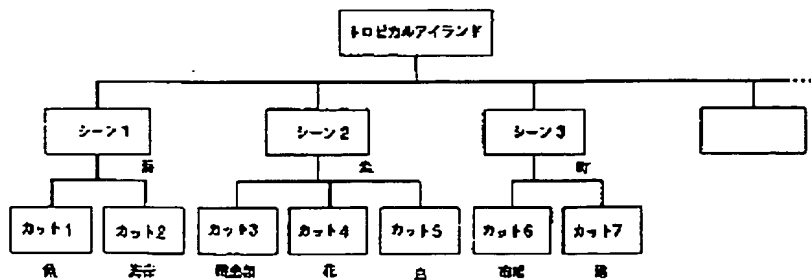 トロピカルアイランド
シーン1
シーン2
シーン3
町
カット1
カット2
カット3
カット4
カット5
カット6
カット7
魚
花